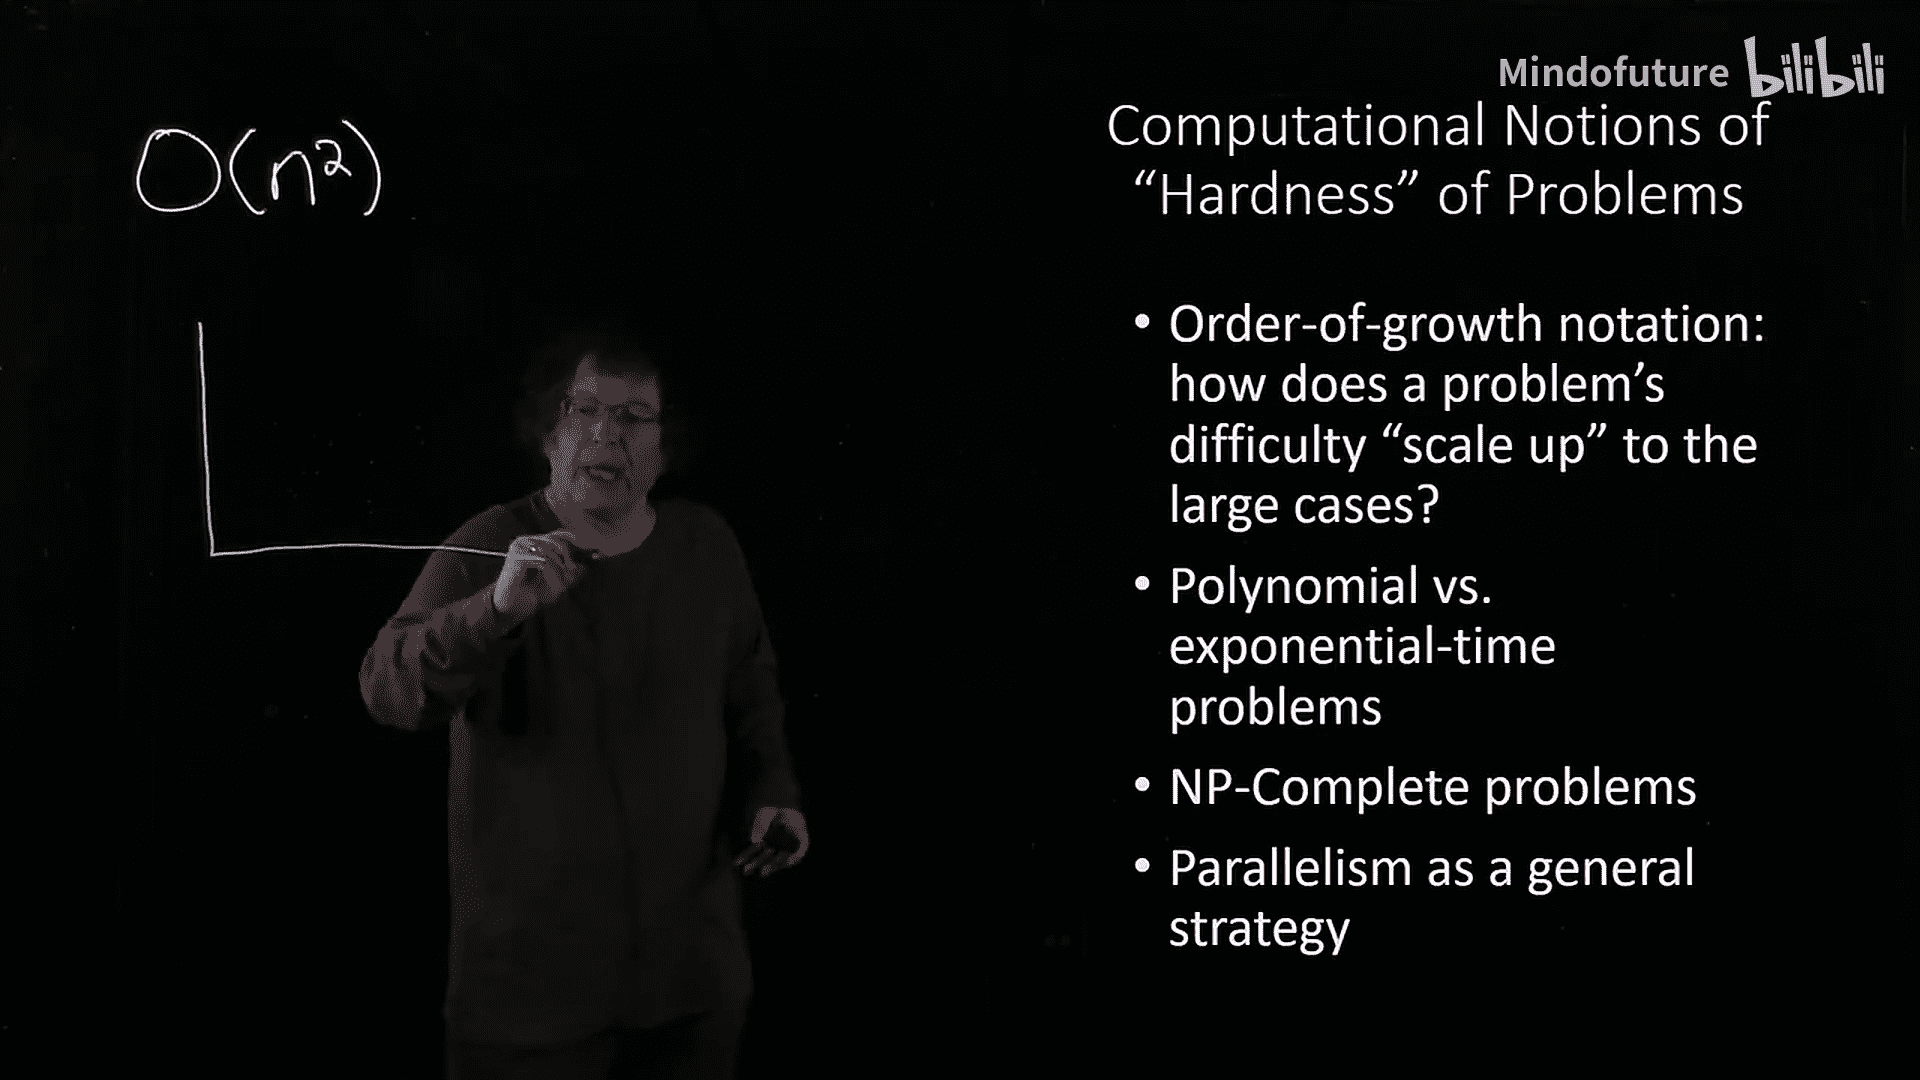 Mindofuture bilibili
O(n²)
Computational Notions of
“Hardness” of Problems
• Order-of-growth notation:
how does a problem’s
difficulty “scale up” to the
large cases?
• Polynomial vs.
exponential-time
problems
• NP-Complete problems
• Parallelism as a general
strategy